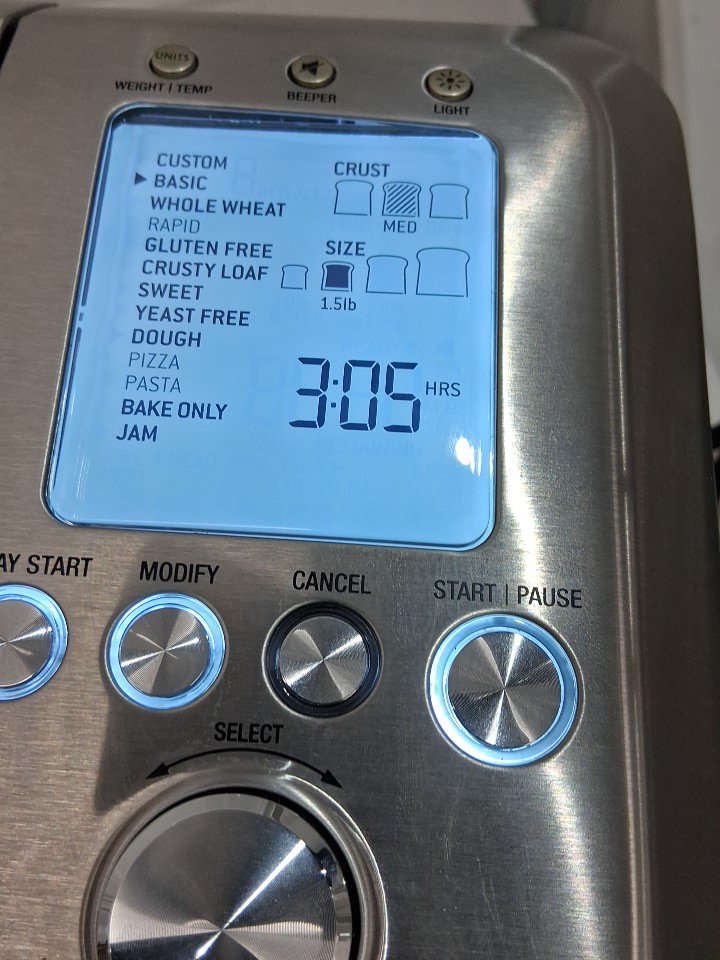 UNITS
WEIGHT | TEMP
BEEPER
LIGHT
CUSTOM
BASIC
WHOLE WHEAT
RAPID
GLUTEN FREE
CRUSTY LOAF
SWEET
YEAST FREE
DOUGH
PIZZA
PASTA
BAKE ONLY
JAM
CRUST
MED
SIZE
1.5lb
3:05 HRS
AY START
MODIFY
CANCEL
START | PAUSE
SELECT